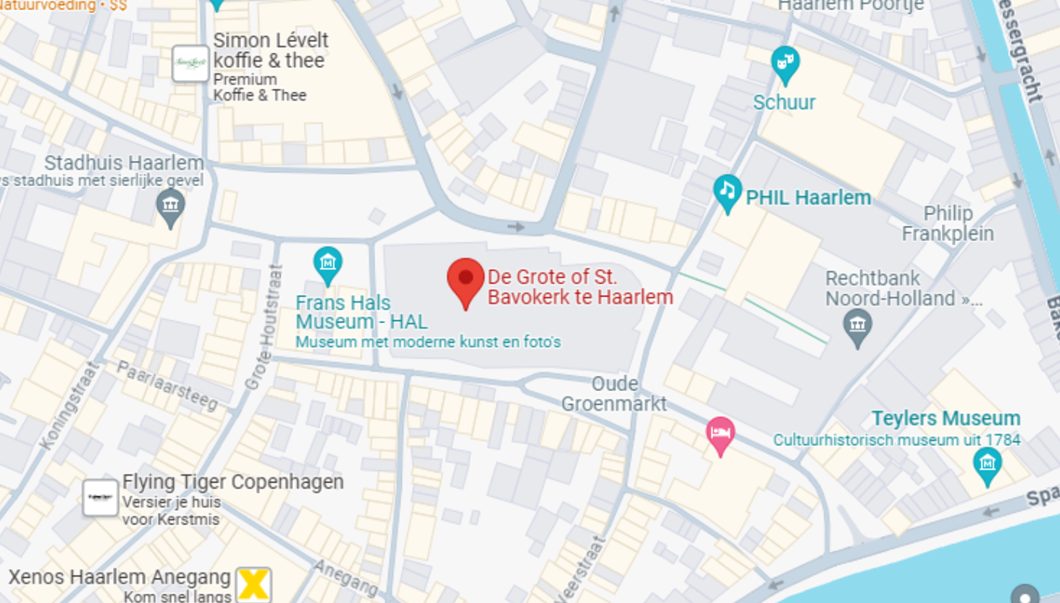 Natuurvoeding • $$
Haarlem Poortje
Simon Lévelt
koffie & thee
Premium
Koffie & Thee
Schuur
Stadhuis Haarlem
stadhuis met sierlijke gevel
PHIL Haarlem
Philip
Frankplein
De Grote of St.
Bavokerk te Haarlem
Rechtbank
Noord-Holland »...
Frans Hals
Museum - HAL
Museum met moderne kunst en foto's
Grote Houtstraat
Paarlaarsteeg
Koningstraat
Oude
Groenmarkt
Teylers Museum
Cultuurhistorisch museum uit 1784
Flying Tiger Copenhagen
Versier je huis
voor Kerstmis
Spa
Xenos Haarlem Anegang
Kom snel langs
X
Anegang
Veerstraat